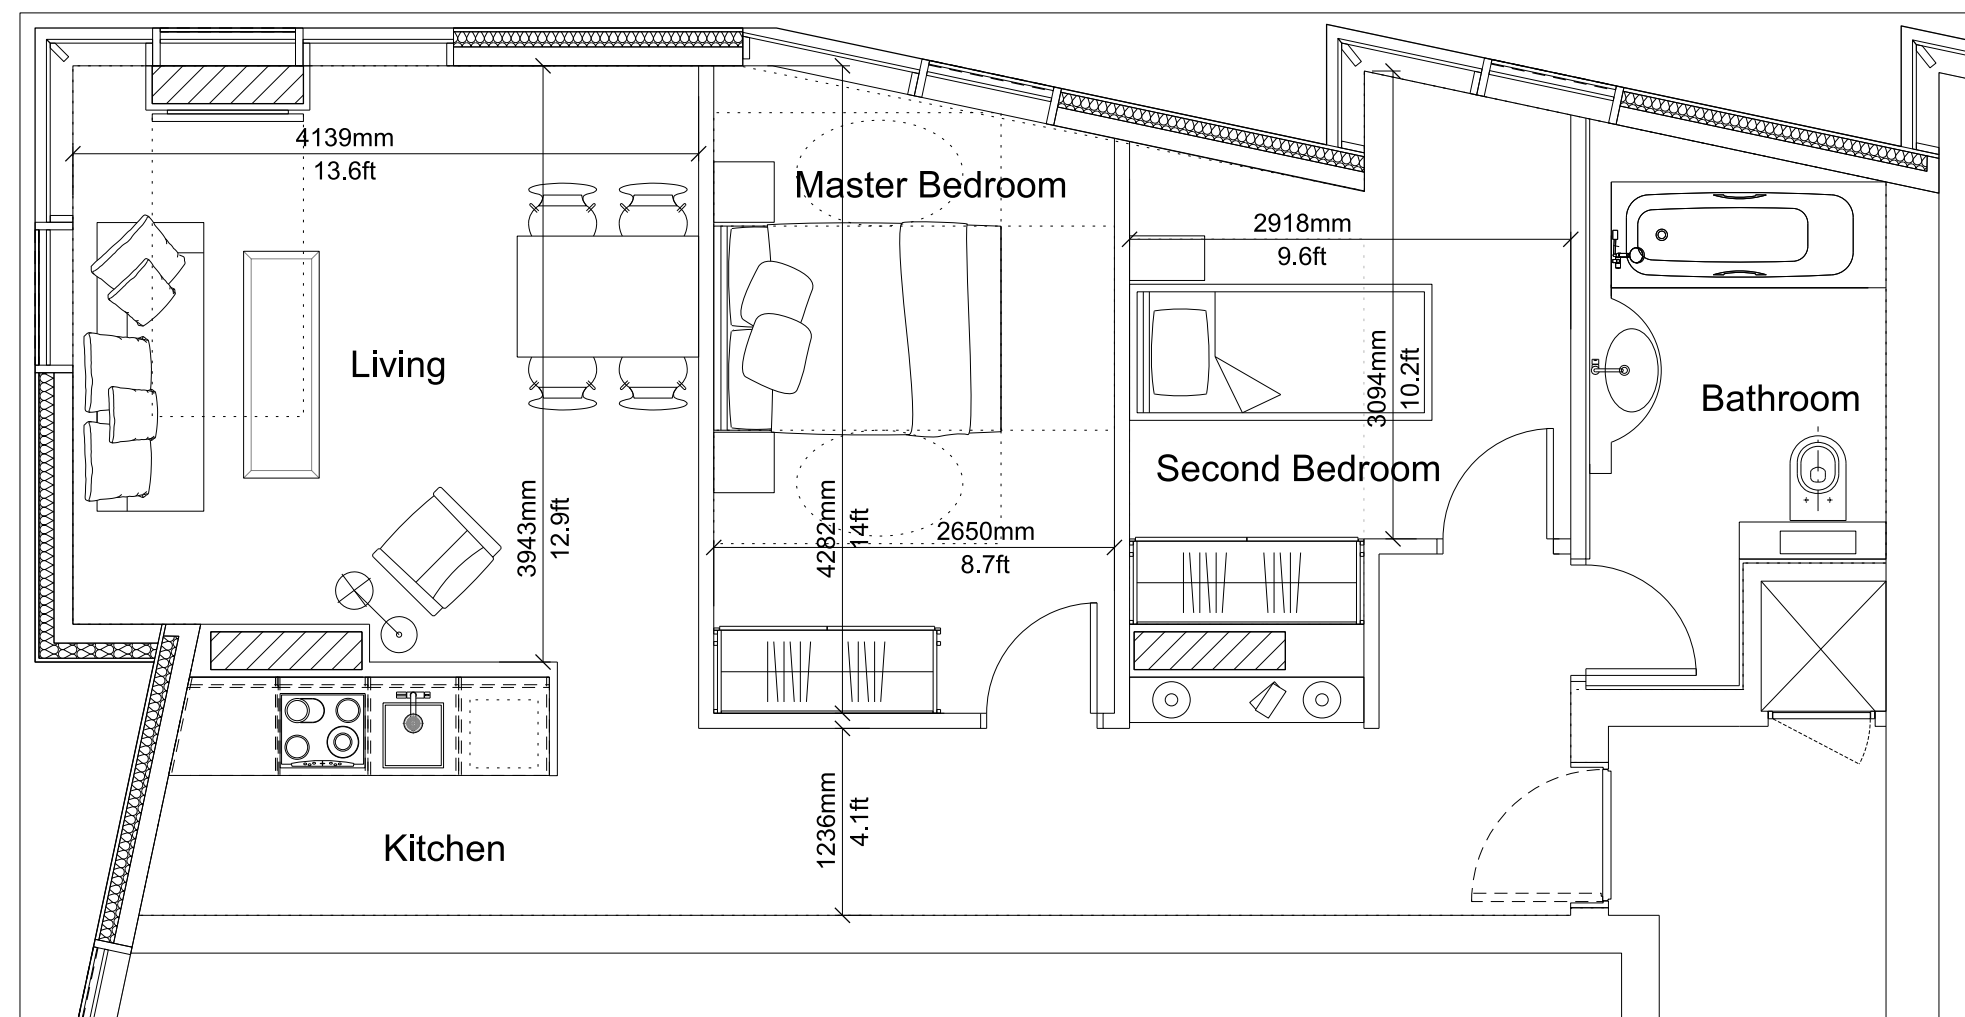 4139mm
13.6ft
Master Bedroom
2918mm
9.6ft
Living
3094mm
10.2ft
Bathroom
Second Bedroom
3943mm
12.9ft
4282mm
14ft
2650mm
8.7ft
1236mm
4.1ft
Kitchen